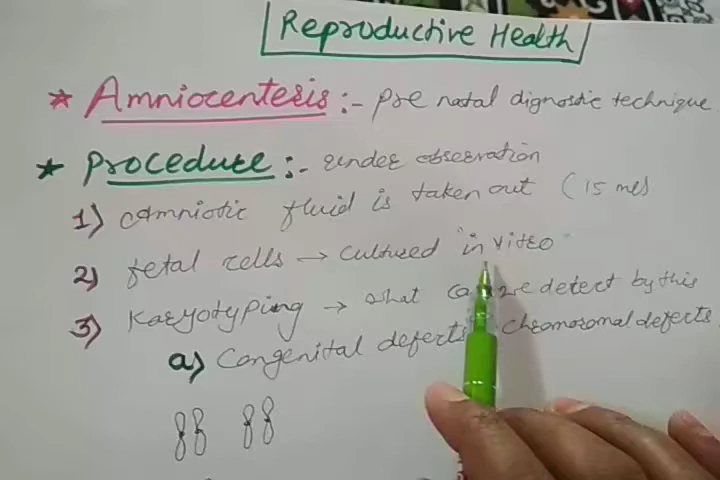 Reproductive Health
* Amniocentesis :- pre natal dignostic technique
* Procedure :- under observation
1) Amniotic fluid is taken out (15 ml)
2) fetal cells → cultured "in vitro"
3) Karyotyping → what can we detect by this
a) Congenital defects, chromosomal defects